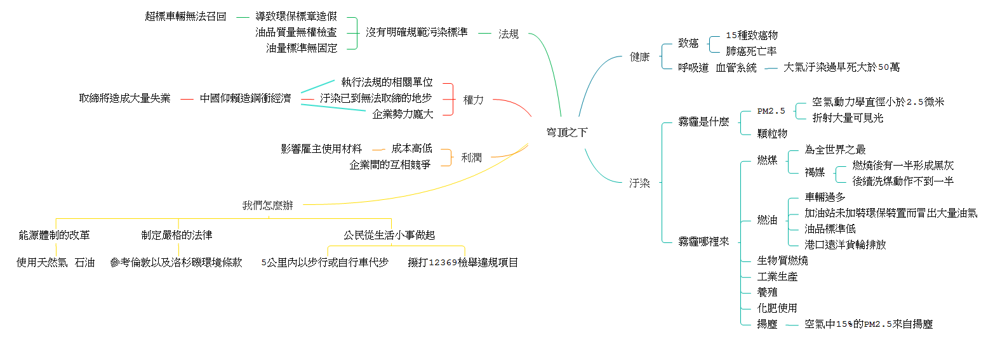 穹頂之下
法規
沒有明確規範污染標準
導致環保標章造假
超標車輛無法召回
油品質量無權檢查
油量標準無固定
權力
執行法規的相關單位
汙染已到無法取締的地步
企業勢力龐大
中國仰賴造鋼衝經濟
取締將造成大量失業
利潤
成本高低
影響雇主使用材料
企業間的互相競爭
我們怎麼辦
能源體制的改革
使用天然氣 石油
制定嚴格的法律
參考倫敦以及洛杉磯環境條款
公民從生活小事做起
5公里內以步行或自行車代步
撥打12369檢舉違規項目
健康
致癌
15種致癌物
肺癌死亡率
呼吸道 血管系統
大氣汙染過早死大於50萬
汙染
霧霾是什麼
PM2.5
空氣動力學直徑小於2.5微米
折射大量可見光
顆粒物
霧霾哪裡來
燃煤
為全世界之最
褐媒
燃燒後有一半形成黑灰
後續洗煤動作不到一半
燃油
車輛過多
加油站未加裝環保裝置而冒出大量油氣
油品標準低
港口遠洋貨輪排放
生物質燃燒
工業生產
養殖
化肥使用
揚塵
空氣中15%的PM2.5來自揚塵